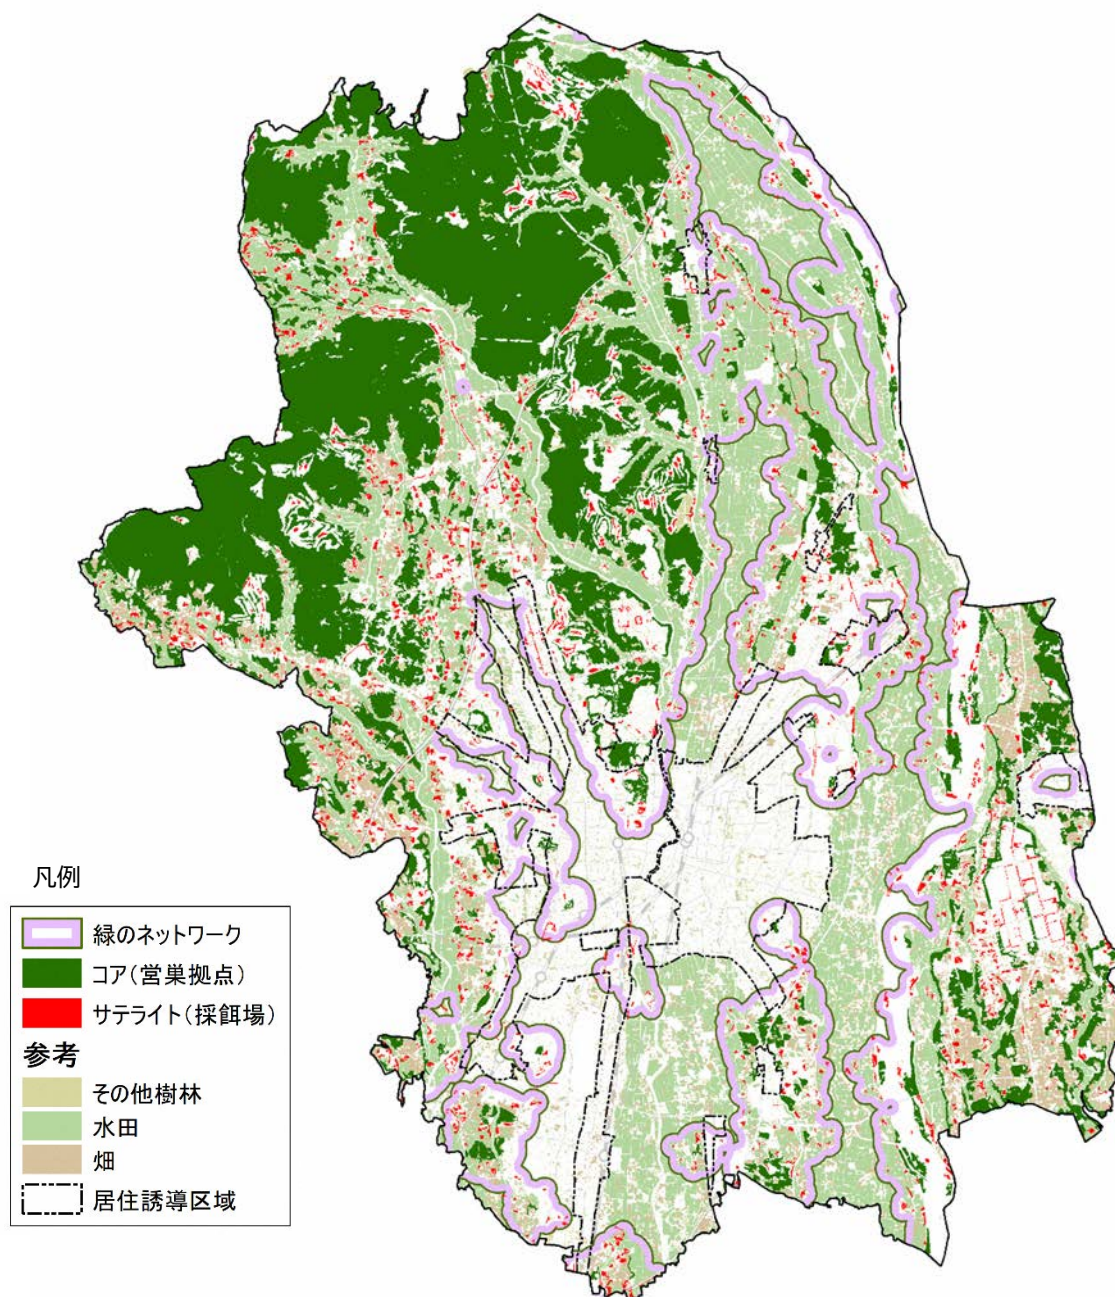 凡例
緑のネットワーク
コア(営巣拠点)
サテライト(採餌場)
参考
その他樹林
水田
畑
居住誘導区域